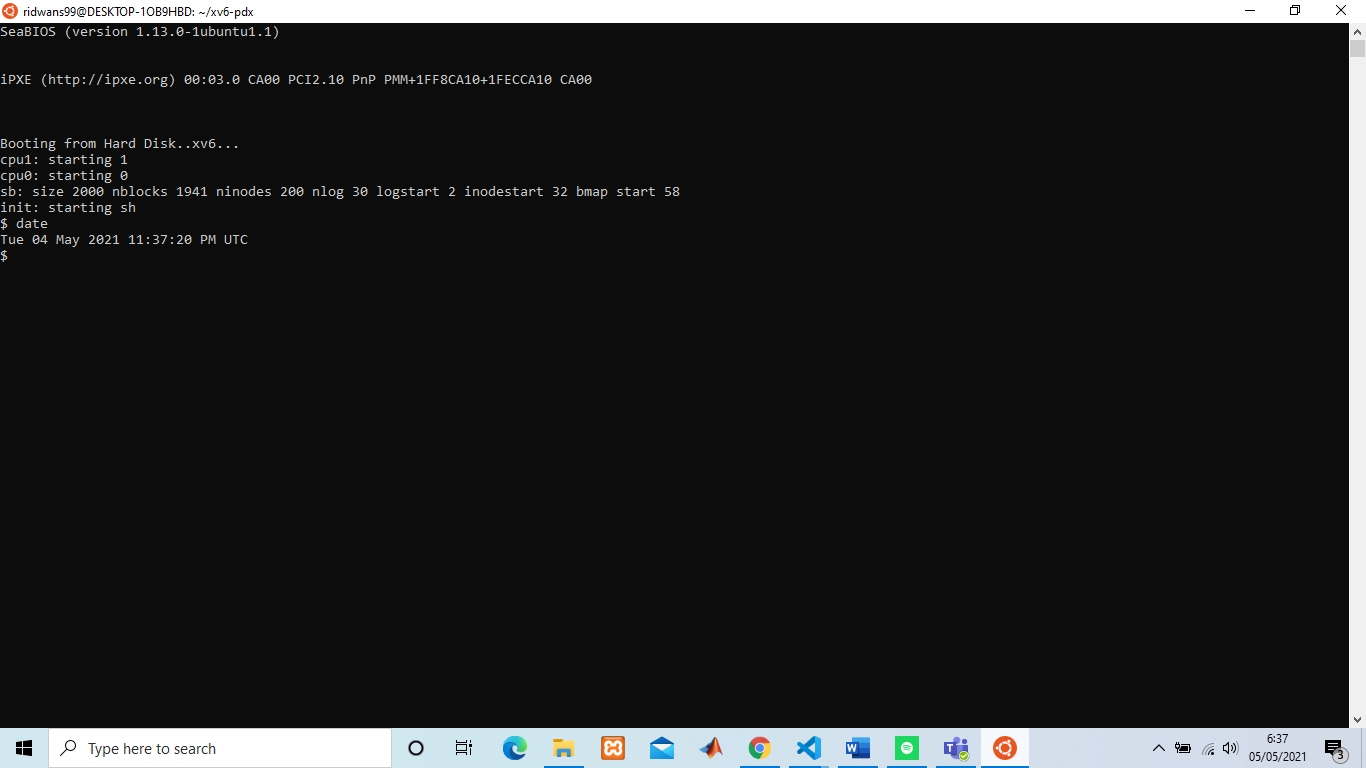 ridwans99@DESKTOP-1OB9HBD: ~/xv6-pdx
SeaBIOS (version 1.13.0-1ubuntu1.1)
iPXE (http://ipxe.org) 00:03.0 CA00 PCI2.10 PnP PMM+1FF8CA10+1FECCA10 CA00
Booting from Hard Disk..xv6...
cpu1: starting 1
cpu0: starting 0
sb: size 2000 nblocks 1941 ninodes 200 nlog 30 logstart 2 inodestart 32 bmap start 58
init: starting sh
$ date
Tue 04 May 2021 11:37:20 PM UTC
$
Type here to search
6:37
05/05/2021
3